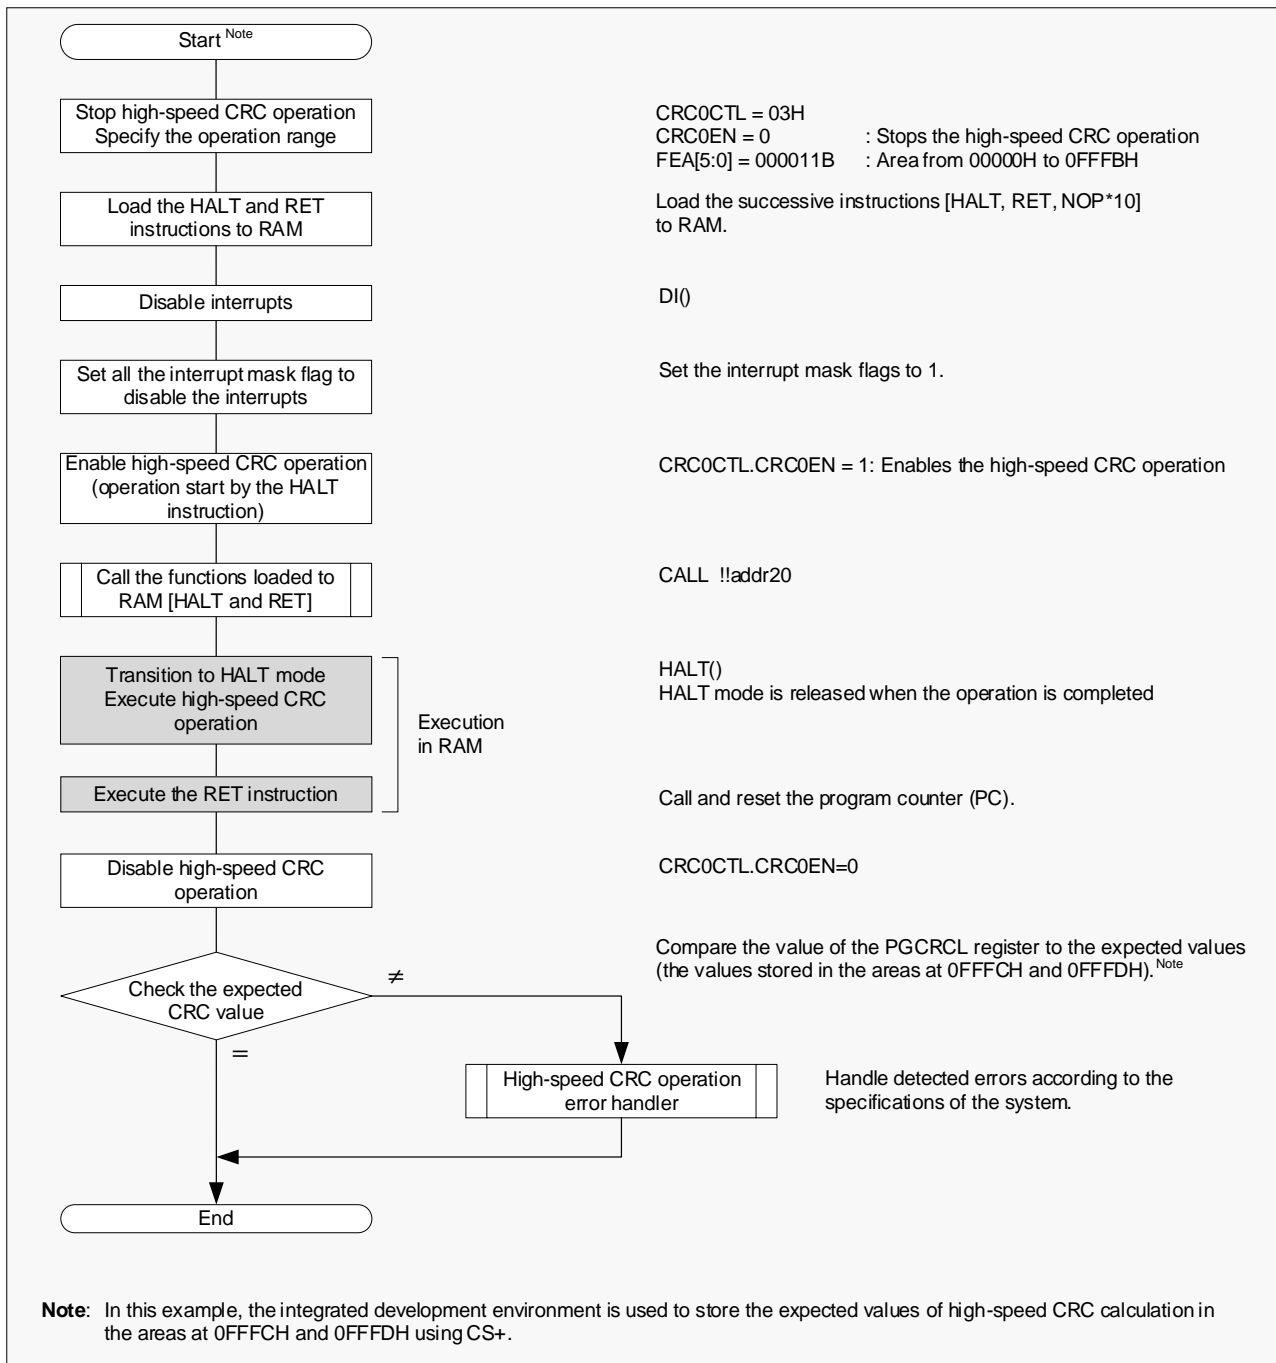 Start Note
Stop high-speed CRC operation
Specify the operation range
CRC0CTL = 03H
CRC0EN = 0 : Stops the high-speed CRC operation
FEA[5:0] = 000011B : Area from 00000H to 0FFFBH
Load the HALT and RET
instructions to RAM
Load the successive instructions [HALT, RET, NOP*10]
to RAM.
Disable interrupts
DI()
Set all the interrupt mask flag to
disable the interrupts
Set the interrupt mask flags to 1.
Enable high-speed CRC operation
(operation start by the HALT
instruction)
CRC0CTL.CRC0EN = 1: Enables the high-speed CRC operation
Call the functions loaded to
RAM [HALT and RET]
CALL !!addr20
Transition to HALT mode
Execute high-speed CRC
operation
HALT()
HALT mode is released when the operation is completed
Execution
in RAM
Execute the RET instruction
Call and reset the program counter (PC).
Disable high-speed CRC
operation
CRC0CTL.CRC0EN=0
Compare the value of the PGCRCL register to the expected values
(the values stored in the areas at 0FFFCH and 0FFFDH).Note
Check the expected
CRC value
≠
=
High-speed CRC operation
error handler
Handle detected errors according to the
specifications of the system.
End
Note: In this example, the integrated development environment is used to store the expected values of high-speed CRC calculation in
the areas at 0FFFCH and 0FFFDH using CS+.